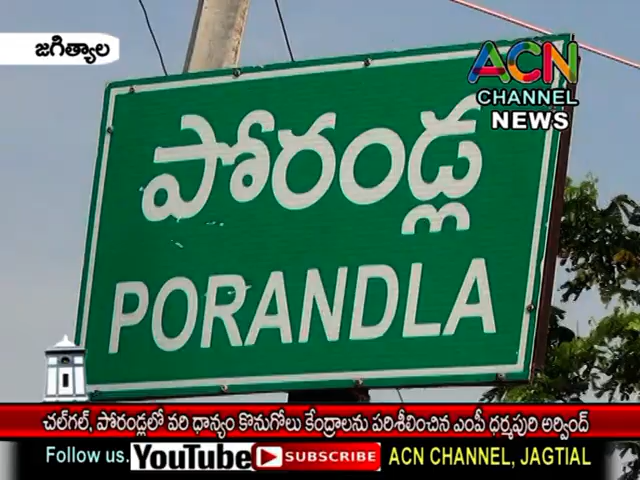 జగిత్యాల
ACN
CHANNEL
NEWS
పోరండ్ల
PORANDLA
చల్‌గల్, పోరండ్లలో వరి ధాన్యం కొనుగోలు కేంద్రాలను పరిశీలించిన ఎంపీ ధర్మపురి అర్వింద్
Follow us. YouTube SUBSCRIBE ACN CHANNEL, JAGTIAL